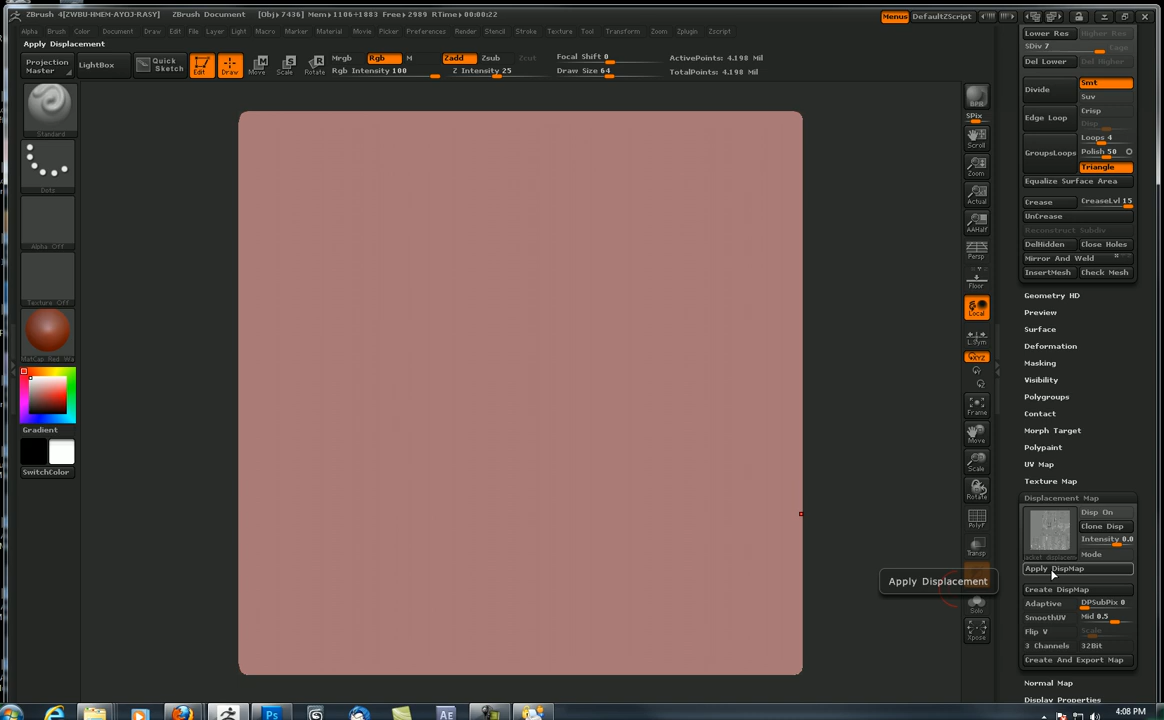 ZBrush 4[ZWBU-HMEM-AYOJ-RASY] ZBrush Document [Obj>7436] Mem>1106+1883 Free>2989 RTime>00:00:22 Menus DefaultZScript
Alpha Brush Color Document Draw Edit File Layer Light Macro Marker Material Movie Picker Preferences Render Stencil Stroke Texture Tool Transform Zoom Zplugin Zscript
Apply Displacement
Projection Master
LightBox
Quick Sketch
Edit
Draw
Move
Scale
Rotate
Mrgb Rgb M
Rgb Intensity 100
Zadd Zsub Zcut
Z Intensity 25
Focal Shift 0
Draw Size 64
ActivePoints: 4.198 Mil
TotalPoints: 4.198 Mil
Standard
Dots
Alpha Off
Texture Off
MatCap Red Wa
Gradient
SwitchColor
BPR
SPix
Scroll
Zoom
Actual
AAHalf
Persp
Floor
Local
L.Sym
XYZ
Frame
Move
Scale
Rotate
PolyF
Transp
Solo
Xpose
Apply Displacement
Lower Res Higher Res
SDiv 7 Cage
Del Lower Del Higher
Divide
Smt
Suv
Edge Loop
Crisp
Disp
Loops 4
GroupsLoops
Polish 50
Triangle
Equalize Surface Area
Crease CreaseLvl 15
UnCrease
Reconstruct Subdiv
DelHidden Close Holes
Mirror And Weld
InsertMesh Check Mesh
Geometry HD
Preview
Surface
Deformation
Masking
Visibility
Polygroups
Contact
Morph Target
Polypaint
UV Map
Texture Map
Displacement Map
Disp On
Clone Disp
Intensity 0.0
Mode
Apply DispMap
Create DispMap
Adaptive DPSubPix 0
SmoothUV Mid 0.5
Flip V Scale
3 Channels 32Bit
Create And Export Map
Normal Map
Display Properties
4:08 PM